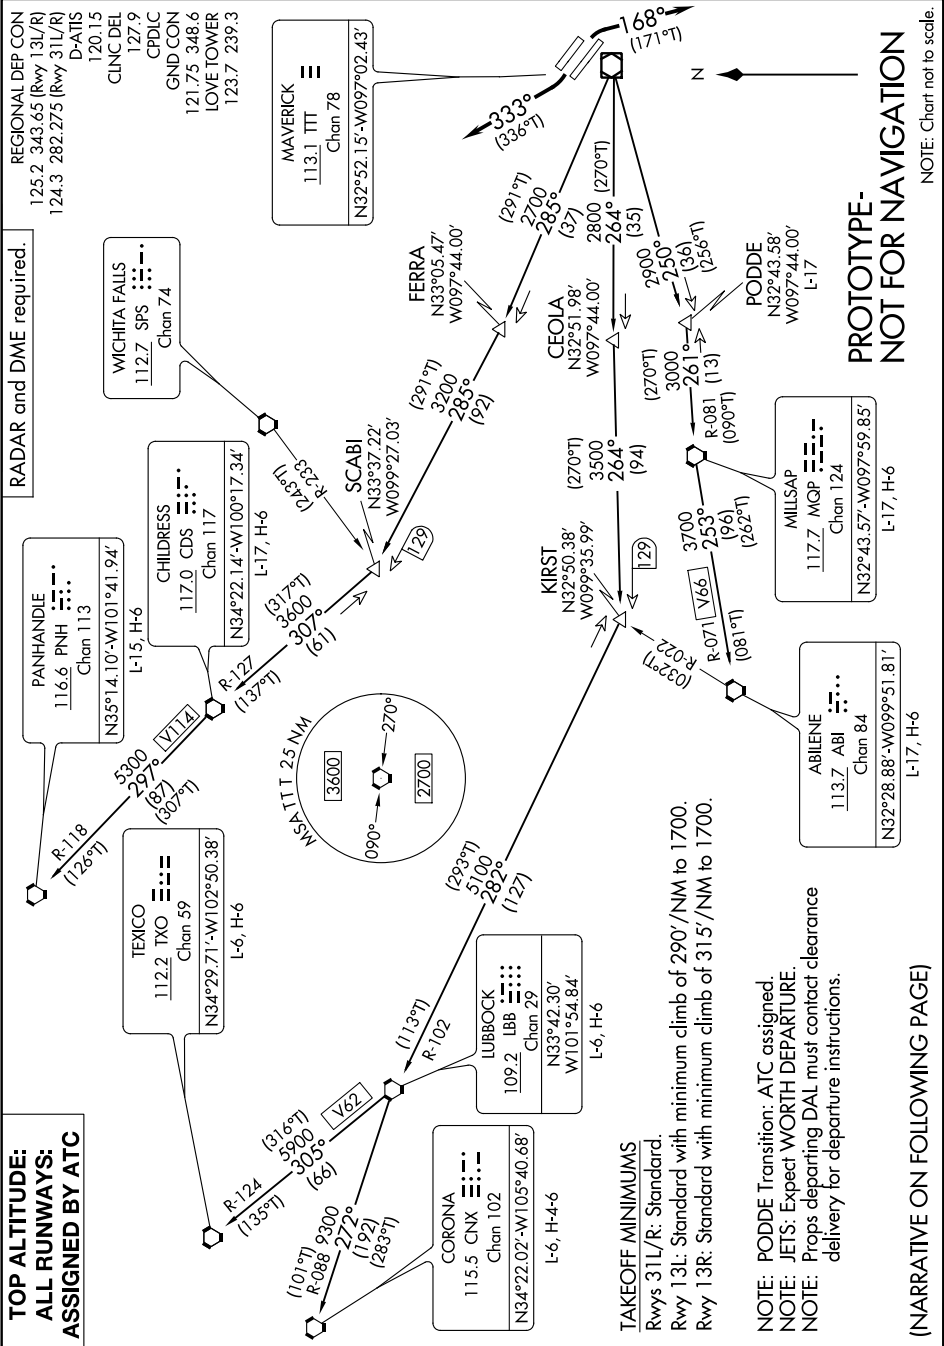 TOP ALTITUDE:
ALL RUNWAYS:
ASSIGNED BY ATC
RADAR and DME required.
REGIONAL DEP CON
125.2 343.65 (Rwy 13L/R)
124.3 282.275 (Rwy 31L/R)
D-ATIS
120.15
CLNC DEL
127.9
CPDLC
GND CON
121.75 348.6
LOVE TOWER
123.7 239.3
PANHANDLE
116.6 PNH
Chan 113
N35°14.10′-W101°41.94′
L-15, H-6
WICHITA FALLS
112.7 SPS
Chan 74
CHILDRESS
117.0 CDS
Chan 117
N34°22.14′-W100°17.34′
L-17, H-6
MAVERICK
113.1 TTT
Chan 78
N32°52.15′-W097°02.43′
TEXICO
112.2 TXO
Chan 59
N34°29.71′-W102°50.38′
L-6, H-6
R-118
(126°T)
5300
297°
(87)
(307°T)
V114
R-127
(137°T)
(317°T)
3600
307°
(61)
R-233
(243°T)
SCABI
N33°37.22′
W099°27.03′
129
(291°T)
3200
285°
(92)
FERRA
N33°05.47′
W097°44.00′
(291°T)
2700
285°
(37)
333°
(336°T)
168°
(171°T)
N
MSA TTT 25 NM
3600
2700
090°
270°
R-124
(135°T)
(316°T)
5900
305°
(66)
V62
(113°T)
R-102
(293°T)
5100
282°
(127)
KIRST
N32°50.38′
W099°35.99′
129
(270°T)
3500
264°
(94)
CEOLA
N32°51.98′
W097°44.00′
(270°T)
2800
264°
(35)
2900
250°
(36)
(256°T)
PODDE
N32°43.58′
W097°44.00′
L-17
(270°T)
3000
261°
(13)
R-081
(090°T)
3700
253°
(96)
(262°T)
V66
R-071
(081°T)
R-022
(032°T)
(101°T)
R-088
9300
272°
(192)
(283°T)
CORONA
115.5 CNX
Chan 102
N34°22.02′-W105°40.68′
L-6, H-4-6
LUBBOCK
109.2 LBB
Chan 29
N33°42.30′
W101°54.84′
L-6, H-6
ABILENE
113.7 ABI
Chan 84
N32°28.88′-W099°51.81′
L-17, H-6
MILLSAP
117.7 MQP
Chan 124
N32°43.57′-W097°59.85′
L-17, H-6
TAKEOFF MINIMUMS
Rwys 31L/R: Standard.
Rwy 13L: Standard with minimum climb of 290′/NM to 1700.
Rwy 13R: Standard with minimum climb of 315′/NM to 1700.
NOTE: PODDE Transition: ATC assigned.
NOTE: JETS: Expect WORTH DEPARTURE.
NOTE: Props departing DAL must contact clearance
delivery for departure instructions.
PROTOTYPE-
NOT FOR NAVIGATION
NOTE: Chart not to scale.
(NARRATIVE ON FOLLOWING PAGE)